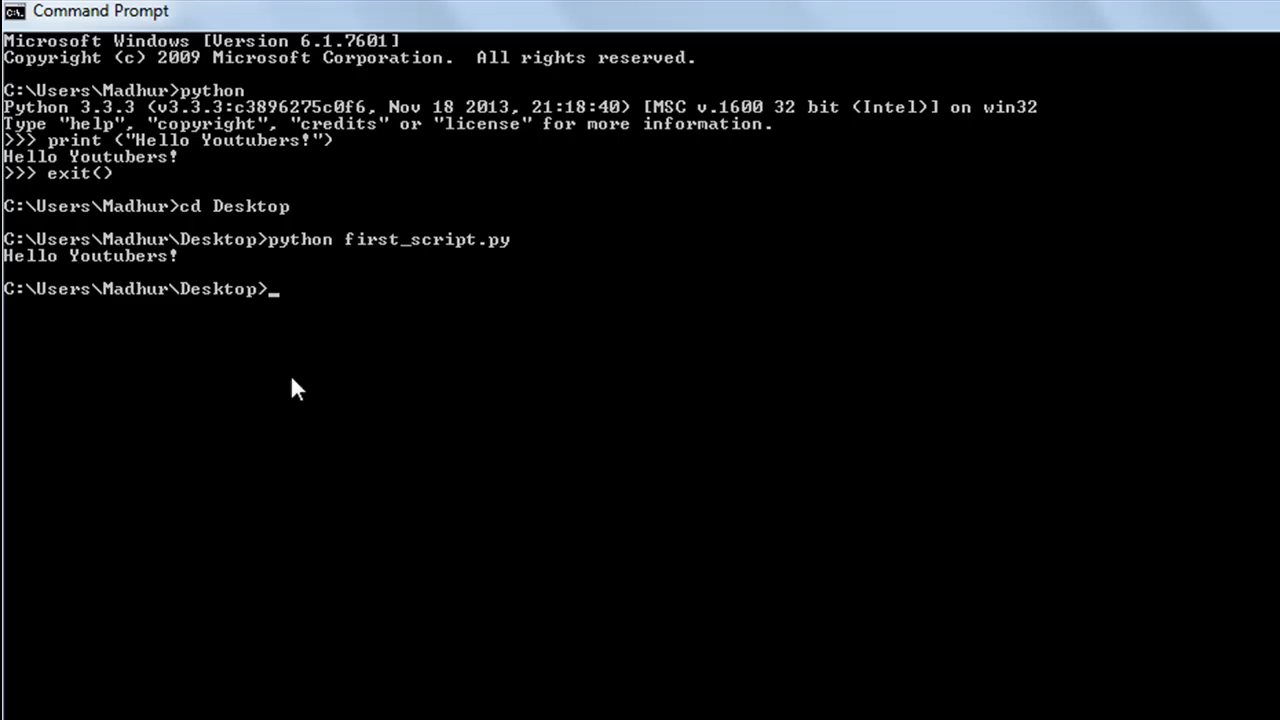 Command Prompt
Microsoft Windows [Version 6.1.7601]
Copyright (c) 2009 Microsoft Corporation.  All rights reserved.
C:\Users\Madhur>python
Python 3.3.3 (v3.3.3:c3896275c0f6, Nov 18 2013, 21:18:40) [MSC v.1600 32 bit (Intel)] on win32
Type "help", "copyright", "credits" or "license" for more information.
>>> print ("Hello Youtubers!")
Hello Youtubers!
>>> exit()
C:\Users\Madhur>cd Desktop
C:\Users\Madhur\Desktop>python first_script.py
Hello Youtubers!
C:\Users\Madhur\Desktop>_